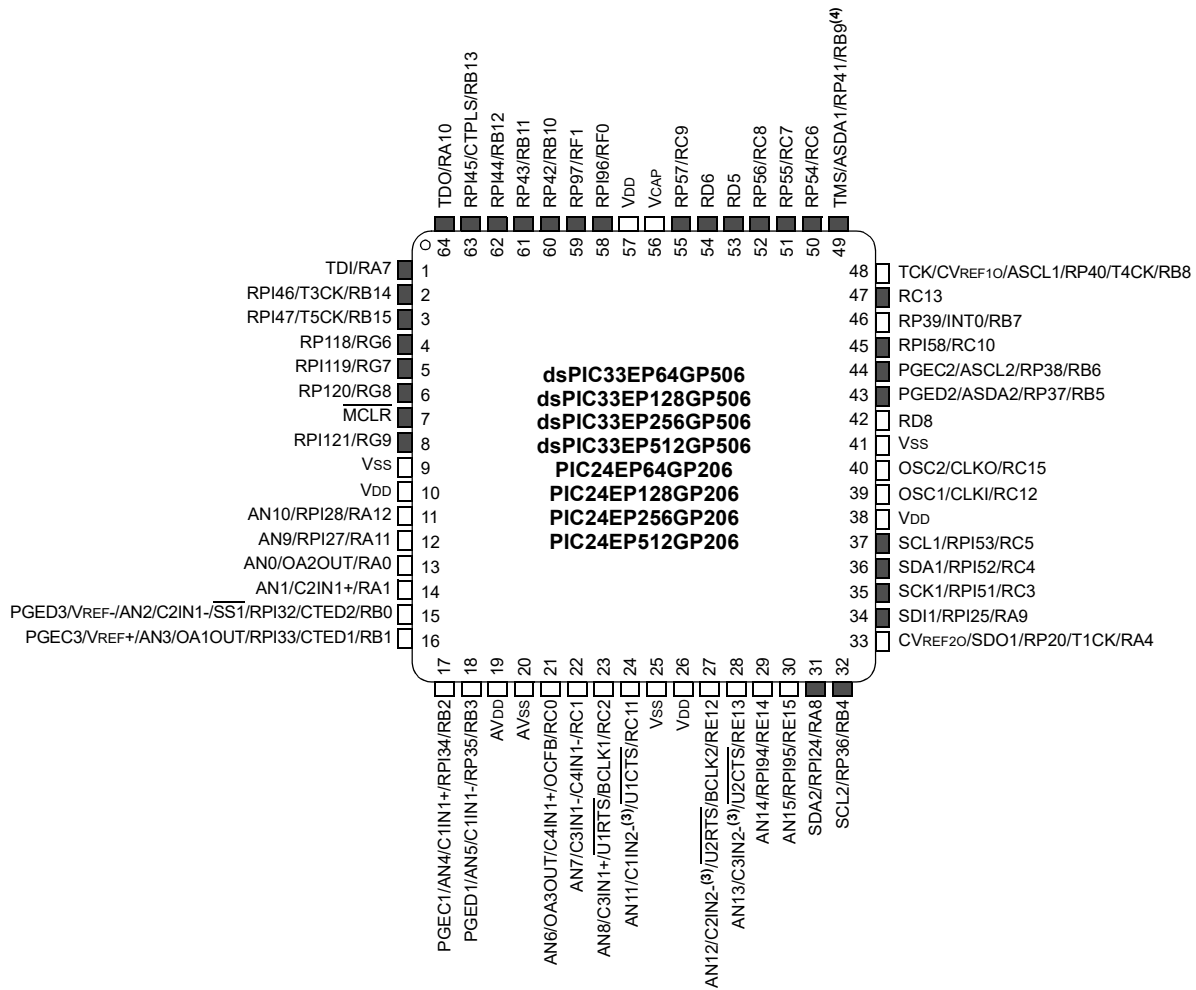 TDO/RA10
RPI45/CTPLS/RB13
RPI44/RB12
RP43/RB11
RP42/RB10
RP97/RF1
RPI96/RF0
VDD
VCAP
RP57/RC9
RD6
RD5
RP56/RC8
RP55/RC7
RP54/RC6
TMS/ASDA1/RP41/RB9(4)
64
63
62
61
60
59
58
57
56
55
54
53
52
51
50
49
TDI/RA7 1
RPI46/T3CK/RB14 2
RPI47/T5CK/RB15 3
RP118/RG6 4
RPI119/RG7 5
RP120/RG8 6
MCLR 7
RPI121/RG9 8
VSS 9
VDD 10
AN10/RPI28/RA12 11
AN9/RPI27/RA11 12
AN0/OA2OUT/RA0 13
AN1/C2IN1+/RA1 14
PGED3/VREF-/AN2/C2IN1-/SS1/RPI32/CTED2/RB0 15
PGEC3/VREF+/AN3/OA1OUT/RPI33/CTED1/RB1 16
dsPIC33EP64GP506
dsPIC33EP128GP506
dsPIC33EP256GP506
dsPIC33EP512GP506
PIC24EP64GP206
PIC24EP128GP206
PIC24EP256GP206
PIC24EP512GP206
48 TCK/CVREF1O/ASCL1/RP40/T4CK/RB8
47 RC13
46 RP39/INT0/RB7
45 RPI58/RC10
44 PGEC2/ASCL2/RP38/RB6
43 PGED2/ASDA2/RP37/RB5
42 RD8
41 VSS
40 OSC2/CLKO/RC15
39 OSC1/CLKI/RC12
38 VDD
37 SCL1/RPI53/RC5
36 SDA1/RPI52/RC4
35 SCK1/RPI51/RC3
34 SDI1/RPI25/RA9
33 CVREF2O/SDO1/RP20/T1CK/RA4
17
18
19
20
21
22
23
24
25
26
27
28
29
30
31
32
PGEC1/AN4/C1IN1+/RPI34/RB2
PGED1/AN5/C1IN1-/RP35/RB3
AVDD
AVSS
AN6/OA3OUT/C4IN1+/OCFB/RC0
AN7/C3IN1-/C4IN1-/RC1
AN8/C3IN1+/U1RTS/BCLK1/RC2
AN11/C1IN2-(3)/U1CTS/RC11
VSS
VDD
AN12/C2IN2-(3)/U2RTS/BCLK2/RE12
AN13/C3IN2-(3)/U2CTS/RE13
AN14/RPI94/RE14
AN15/RPI95/RE15
SDA2/RPI24/RA8
SCL2/RP36/RB4